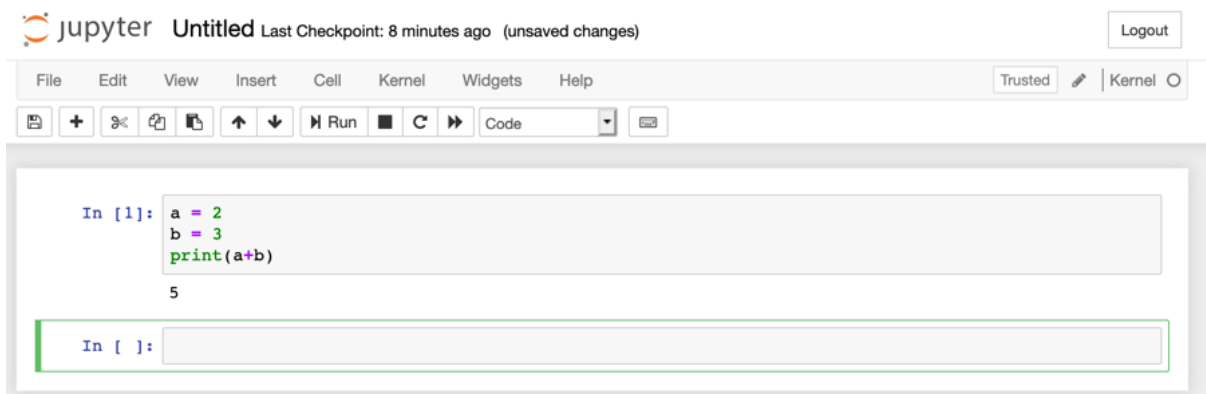 jupyter Untitled Last Checkpoint: 8 minutes ago (unsaved changes) Logout
File Edit View Insert Cell Kernel Widgets Help Trusted Kernel
Run Code
In [1]: a = 2
b = 3
print(a+b)
5
In [ ]: